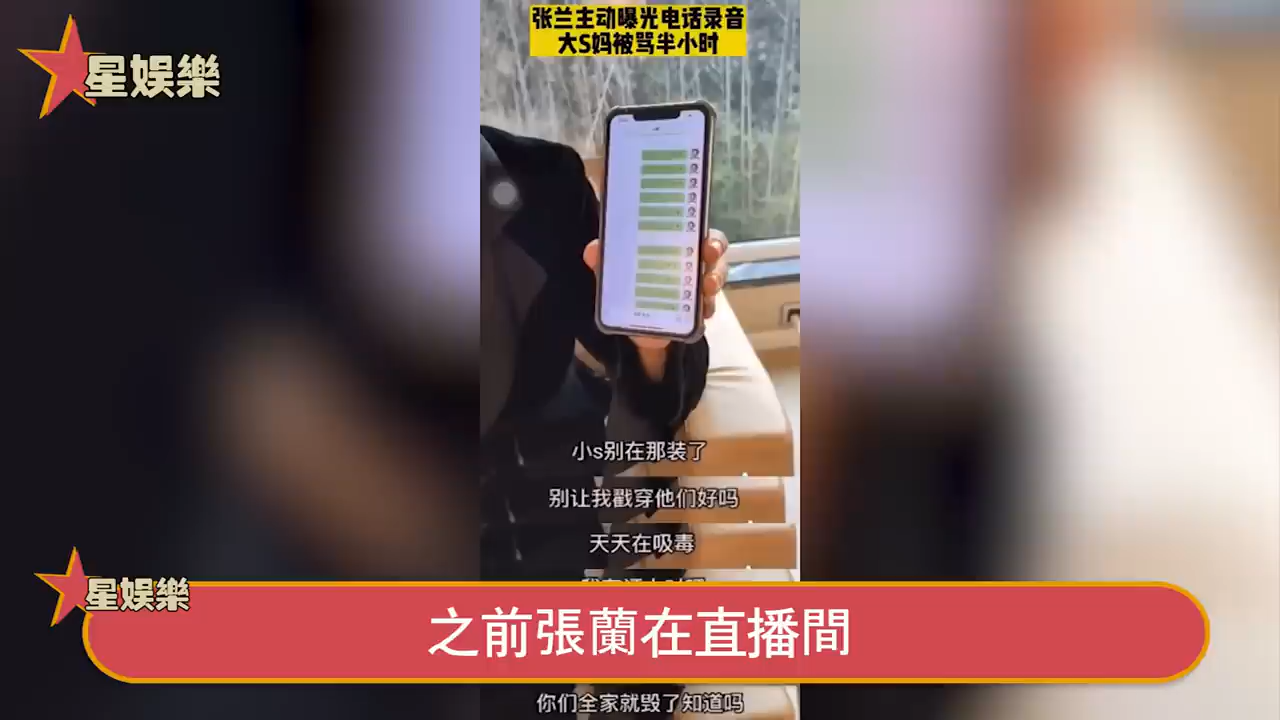 张兰主动曝光电话录音
大S妈被骂半小时
星娱樂
小s别在那装了
别让我戳穿他们好吗
天天在吸毒
星娱樂
之前張蘭在直播間
你们全家就毁了知道吗